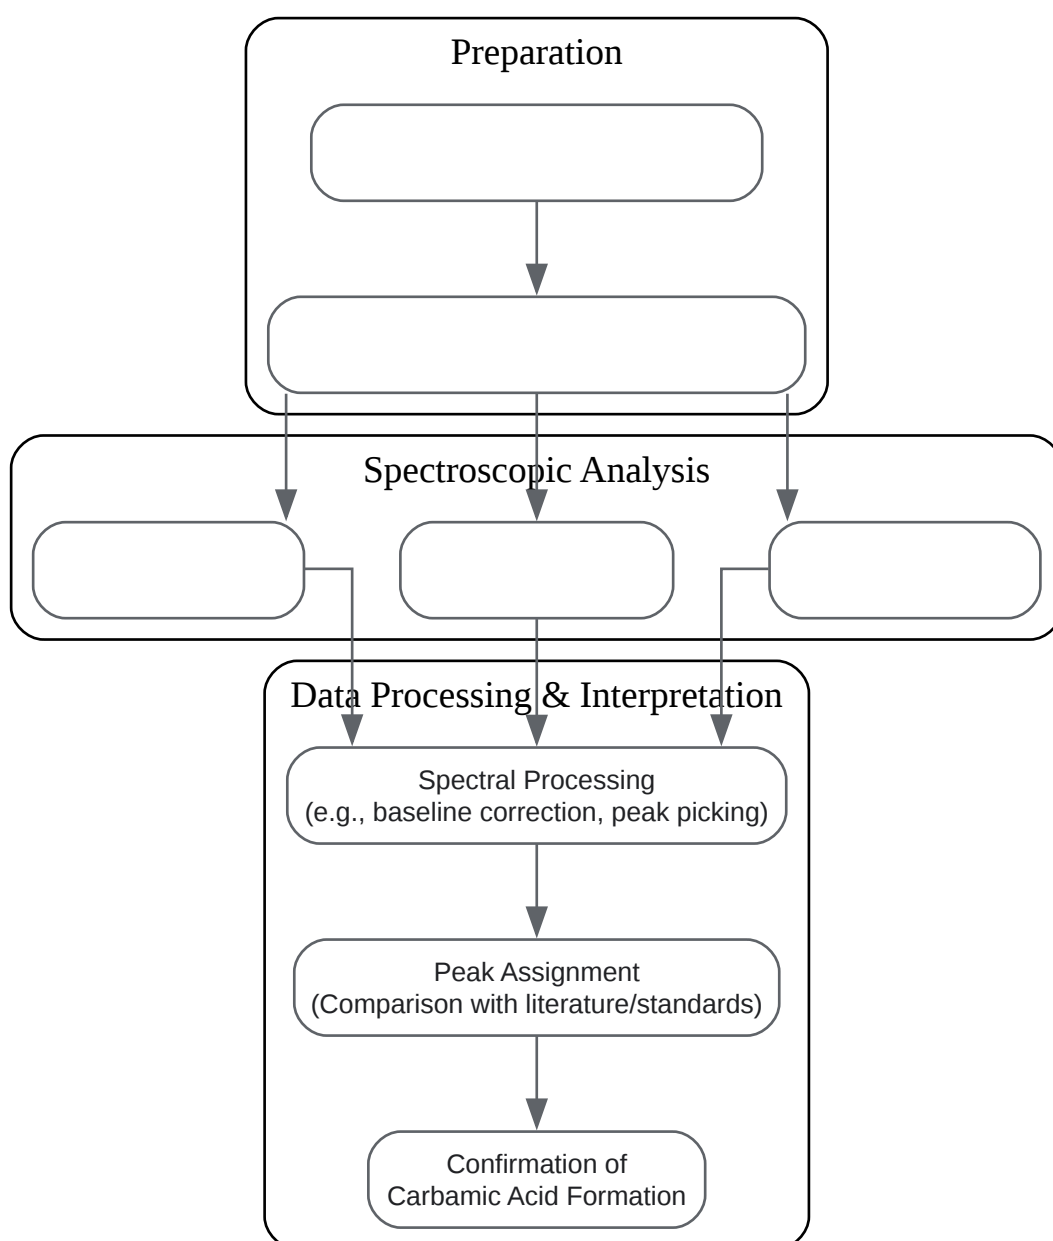 Preparation
Spectroscopic Analysis
Data Processing & Interpretation
Spectral Processing
(e.g., baseline correction, peak picking)
Peak Assignment
(Comparison with literature/standards)
Confirmation of
Carbamic Acid Formation